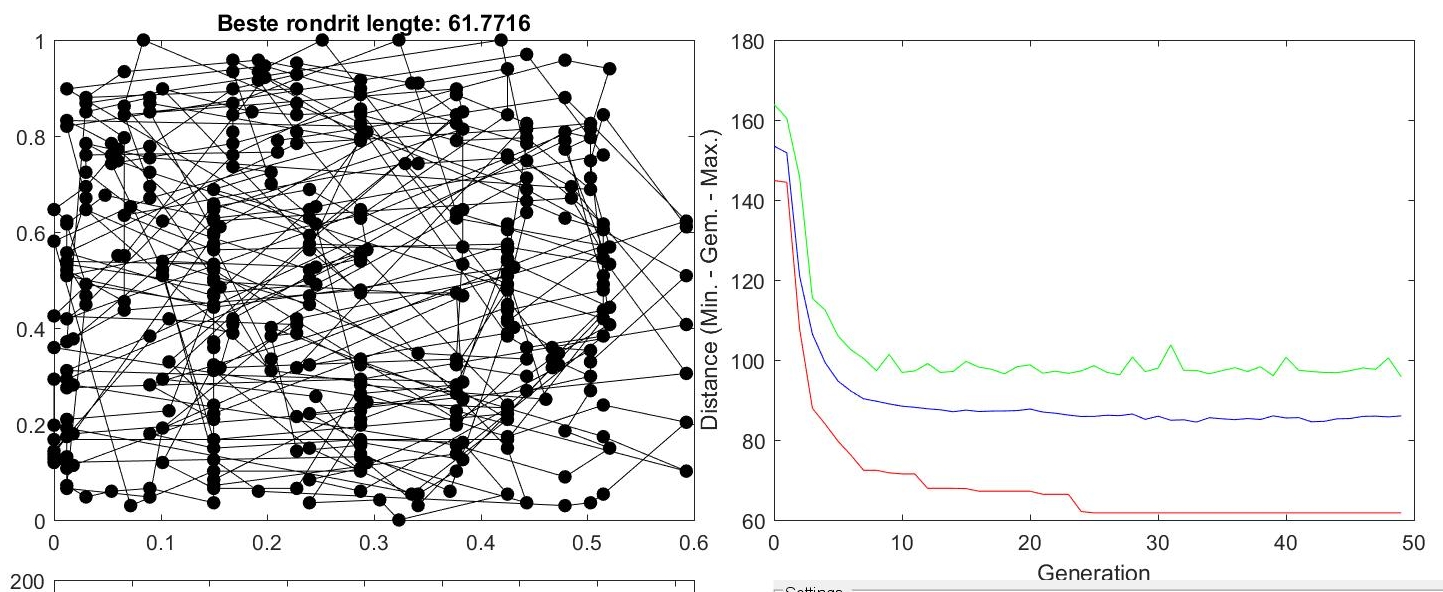 Beste rondrit lengte: 61.7716
1
0.8
0.6
0.4
0.2
0
0 0.1 0.2 0.3 0.4 0.5 0.6
200
Distance (Min. - Gem. - Max.)
180
160
140
120
100
80
60
0 10 20 30 40 50
Generation
Settings